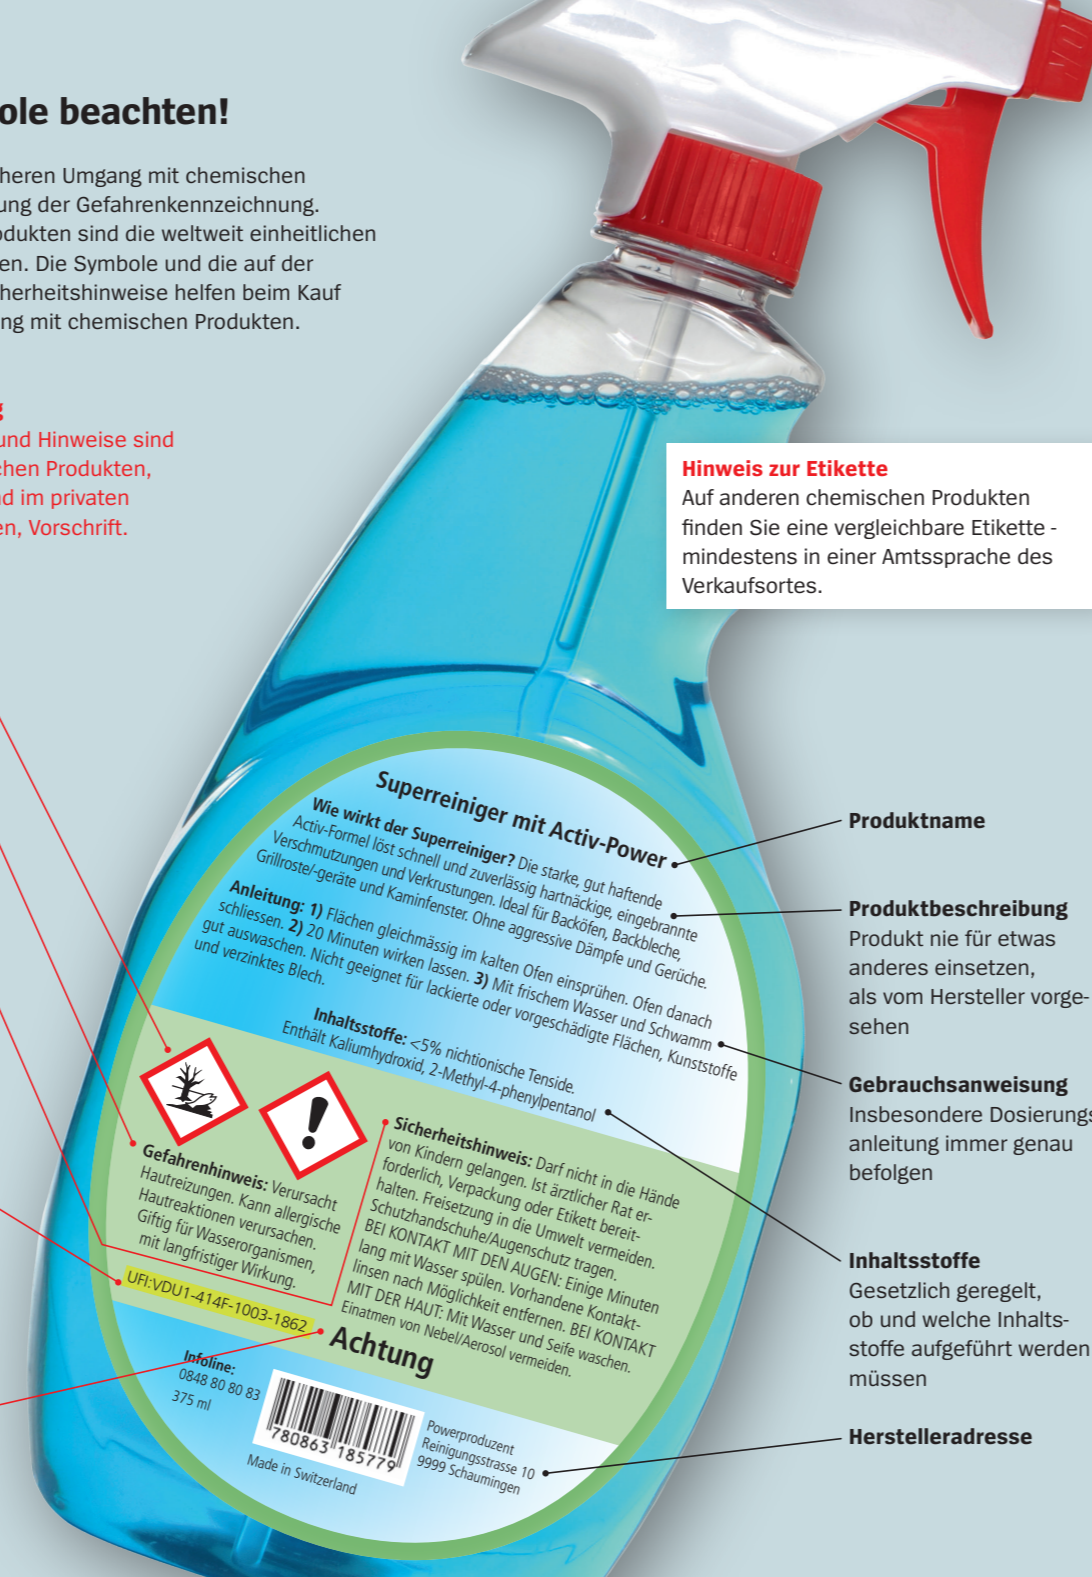 ole beachten!
heren Umgang mit chemischen
ung der Gefahrenkennzeichnung.
odukten sind die weltweit einheitlichen
en. Die Symbole und die auf der
cherheitshinweise helfen beim Kauf
ng mit chemischen Produkten.
g
und Hinweise sind
chen Produkten,
nd im privaten
en, Vorschrift.
Hinweis zur Etikette
Auf anderen chemischen Produkten
finden Sie eine vergleichbare Etikette -
mindestens in einer Amtssprache des
Verkaufsortes.
Superreiniger mit Activ-Power
Wie wirkt der Superreiniger? Die starke, gut haftende
Activ-Formel löst schnell und zuverlässig hartnäckige, eingebrannte
Verschmutzungen und Verkrustungen. Ideal für Backöfen, Backbleche,
Grillroste/-geräte und Kaminfenster. Ohne aggressive Dämpfe und Gerüche.
Anleitung: 1) Flächen gleichmässig im kalten Ofen einsprühen. Ofen danach
schliessen. 2) 20 Minuten wirken lassen. 3) Mit frischem Wasser und Schwamm
gut auswaschen. Nicht geeignet für lackierte oder vorgeschädigte Flächen, Kunststoffe
und verzinktes Blech.
Inhaltsstoffe: <5% nichtionische Tenside.
Enthält Kaliumhydroxid, 2-Methyl-4-phenylpentanol
Gefahrenhinweis: Verursacht
Hautreizungen. Kann allergische
Hautreaktionen verursachen.
Giftig für Wasserorganismen,
mit langfristiger Wirkung.
UFI:VDU1-414F-1003-1862
Sicherheitshinweis: Darf nicht in die Hände
von Kindern gelangen. Ist ärztlicher Rat er-
forderlich, Verpackung oder Etikett bereit-
halten. Freisetzung in die Umwelt vermeiden.
Schutzhandschuhe/Augenschutz tragen.
BEI KONTAKT MIT DEN AUGEN: Einige Minuten
lang mit Wasser spülen. Vorhandene Kontakt-
linsen nach Möglichkeit entfernen. BEI KONTAKT
MIT DER HAUT: Mit Wasser und Seife waschen.
Einatmen von Nebel/Aerosol vermeiden.
Achtung
Infoline:
0848 80 80 83
375 ml
780863 185779
Made in Switzerland
Powerproduzent
Reinigungsstrasse 10
9999 Schaumingen
Produktname
Produktbeschreibung
Produkt nie für etwas
anderes einsetzen,
als vom Hersteller vorge-
sehen
Gebrauchsanweisung
Insbesondere Dosierungs
anleitung immer genau
befolgen
Inhaltsstoffe
Gesetzlich geregelt,
ob und welche Inhalts-
stoffe aufgeführt werden
müssen
Herstelleradresse